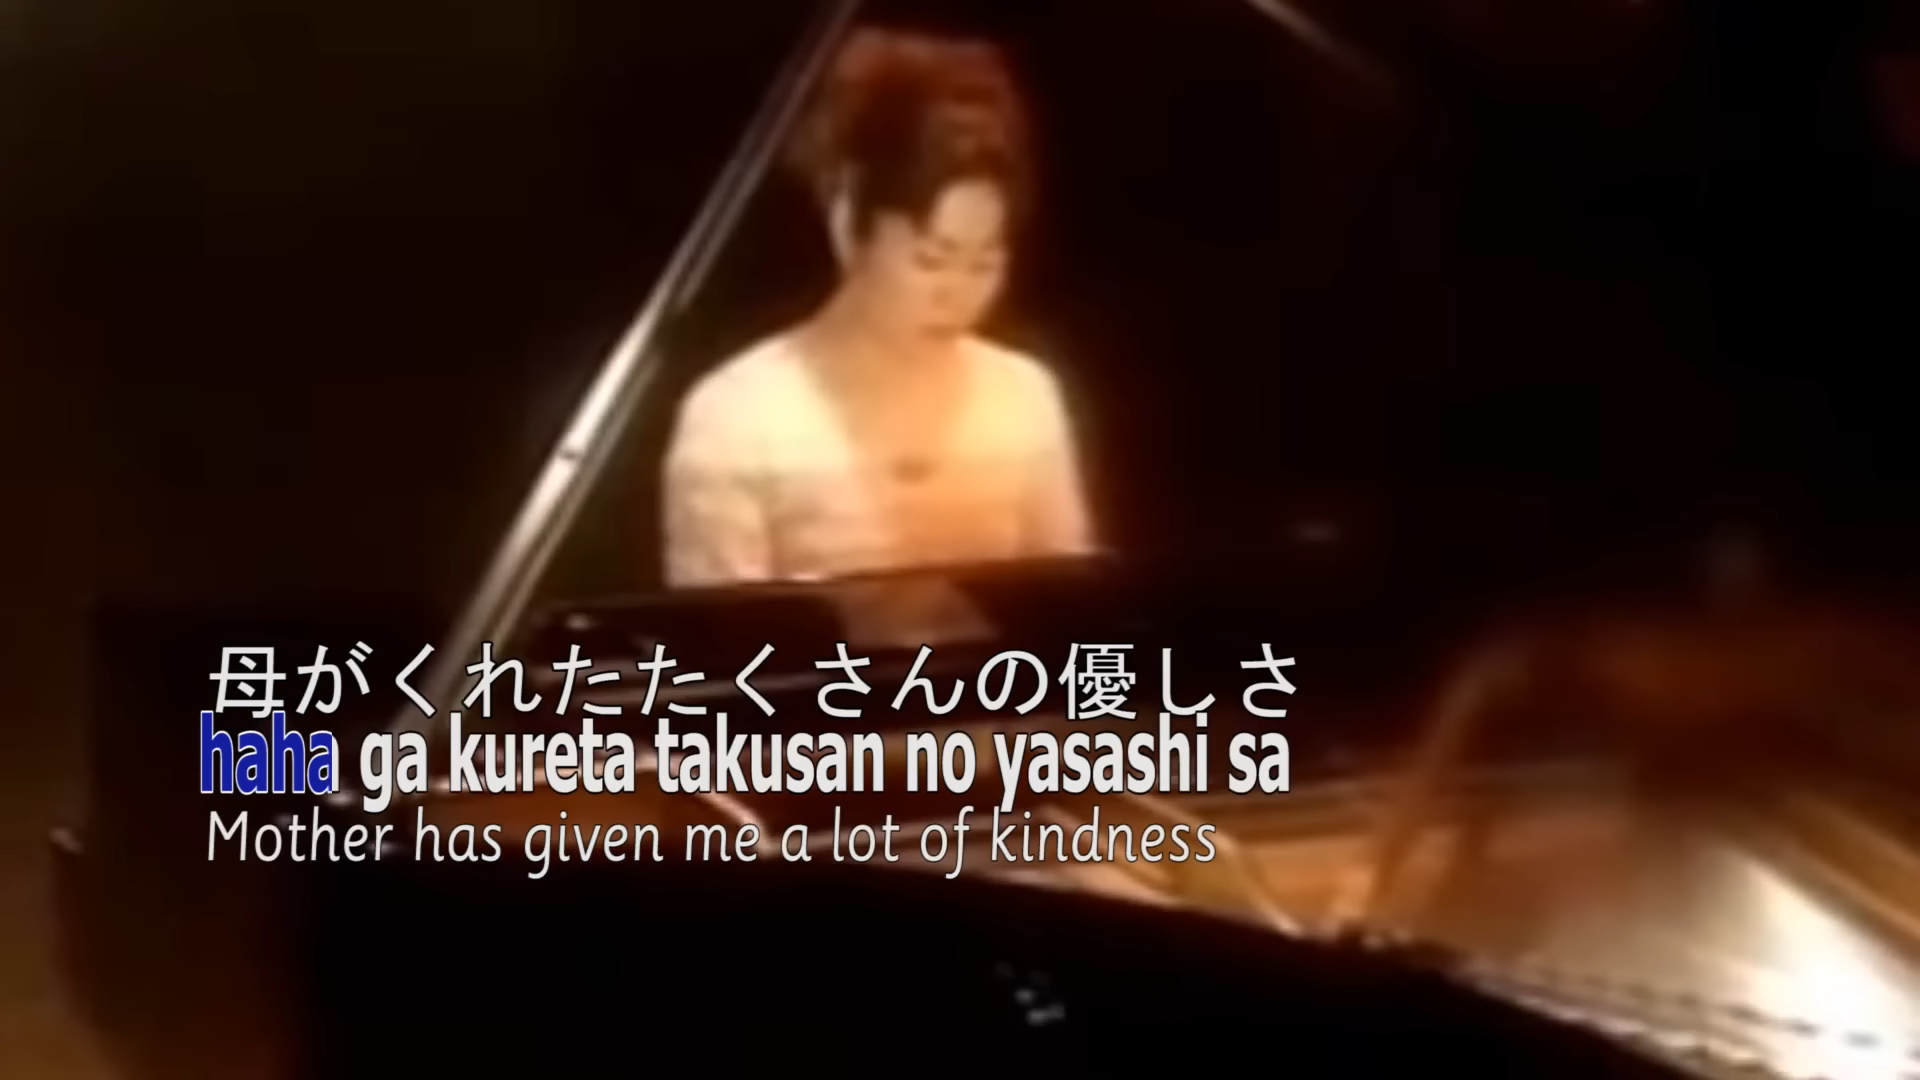 母がくれたたくさんの優しさ
haha ga kureta takusan no yasashi sa
Mother has given me a lot of kindness